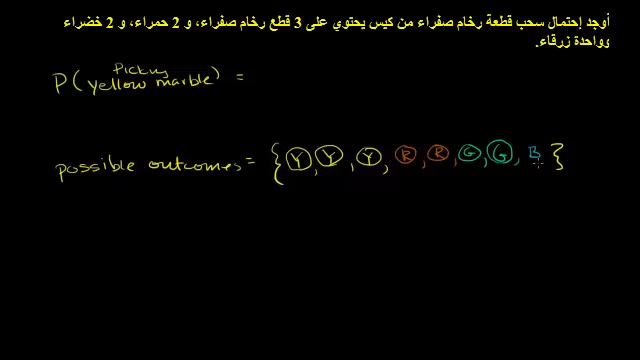 أوجد إحتمال سحب قطعة رخام صفراء من كيس يحتوي على 3 قطع رخام صفراء، و 2 حمراء، و 2 خضراء
وواحدة زرقاء.
Picking
P( yellow marble ) =
possible outcomes = { Y , Y , Y , R , R , G , G , B }